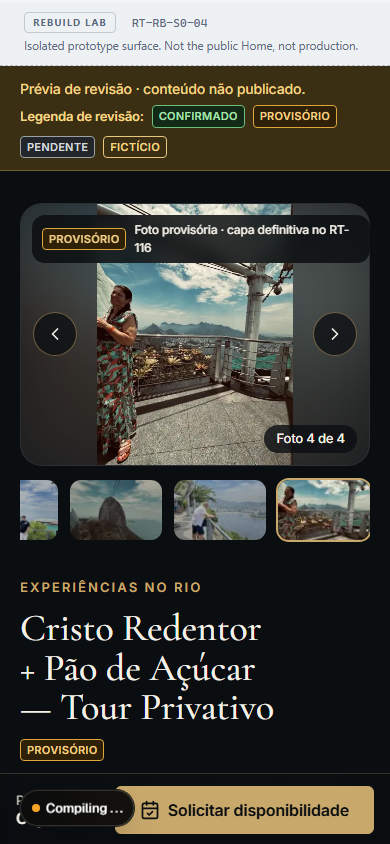 REBUILD LAB RT-RB-S0-04
Isolated prototype surface. Not the public Home, not production.
Prévia de revisão · conteúdo não publicado.
Legenda de revisão: CONFIRMADO PROVISÓRIO
PENDENTE FICTÍCIO
PROVISÓRIO Foto provisória · capa definitiva no RT-
116
Foto 4 de 4
EXPERIÊNCIAS NO RIO
Cristo Redentor
+ Pão de Açúcar
— Tour Privativo
PROVISÓRIO
Compiling ...
Solicitar disponibilidade